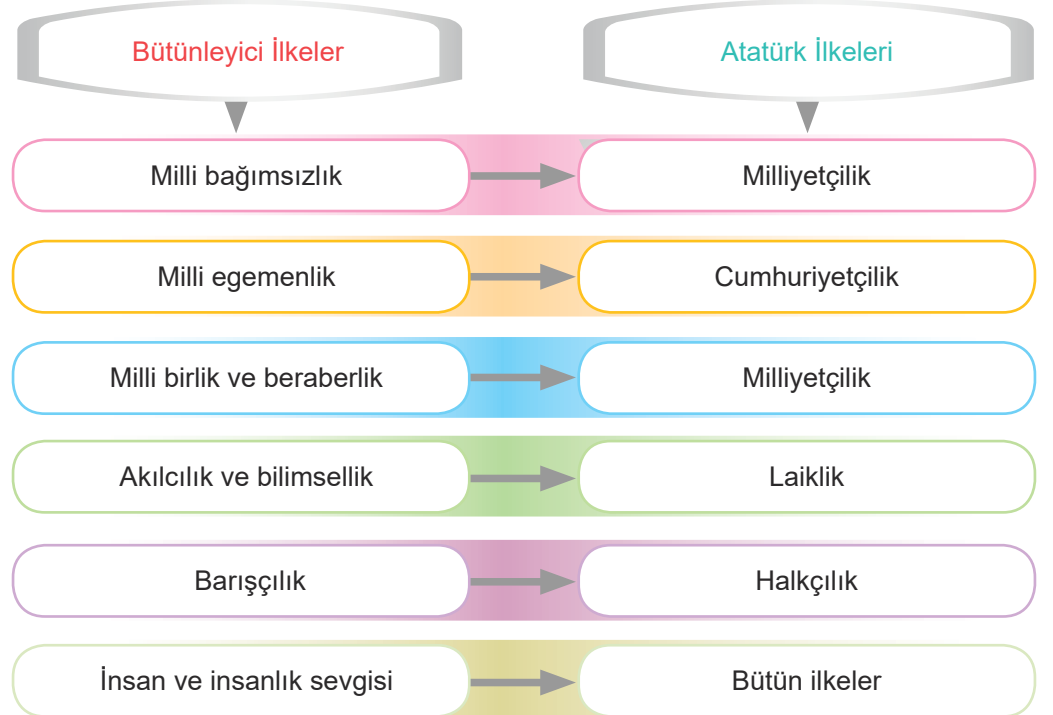 Bütünleyici İlkeler
Atatürk İlkeleri
Milli bağımsızlık
Milliyetçilik
Milli egemenlik
Cumhuriyetçilik
Milli birlik ve beraberlik
Milliyetçilik
Akılcılık ve bilimsellik
Laiklik
Barışçılık
Halkçılık
İnsan ve insanlık sevgisi
Bütün ilkeler